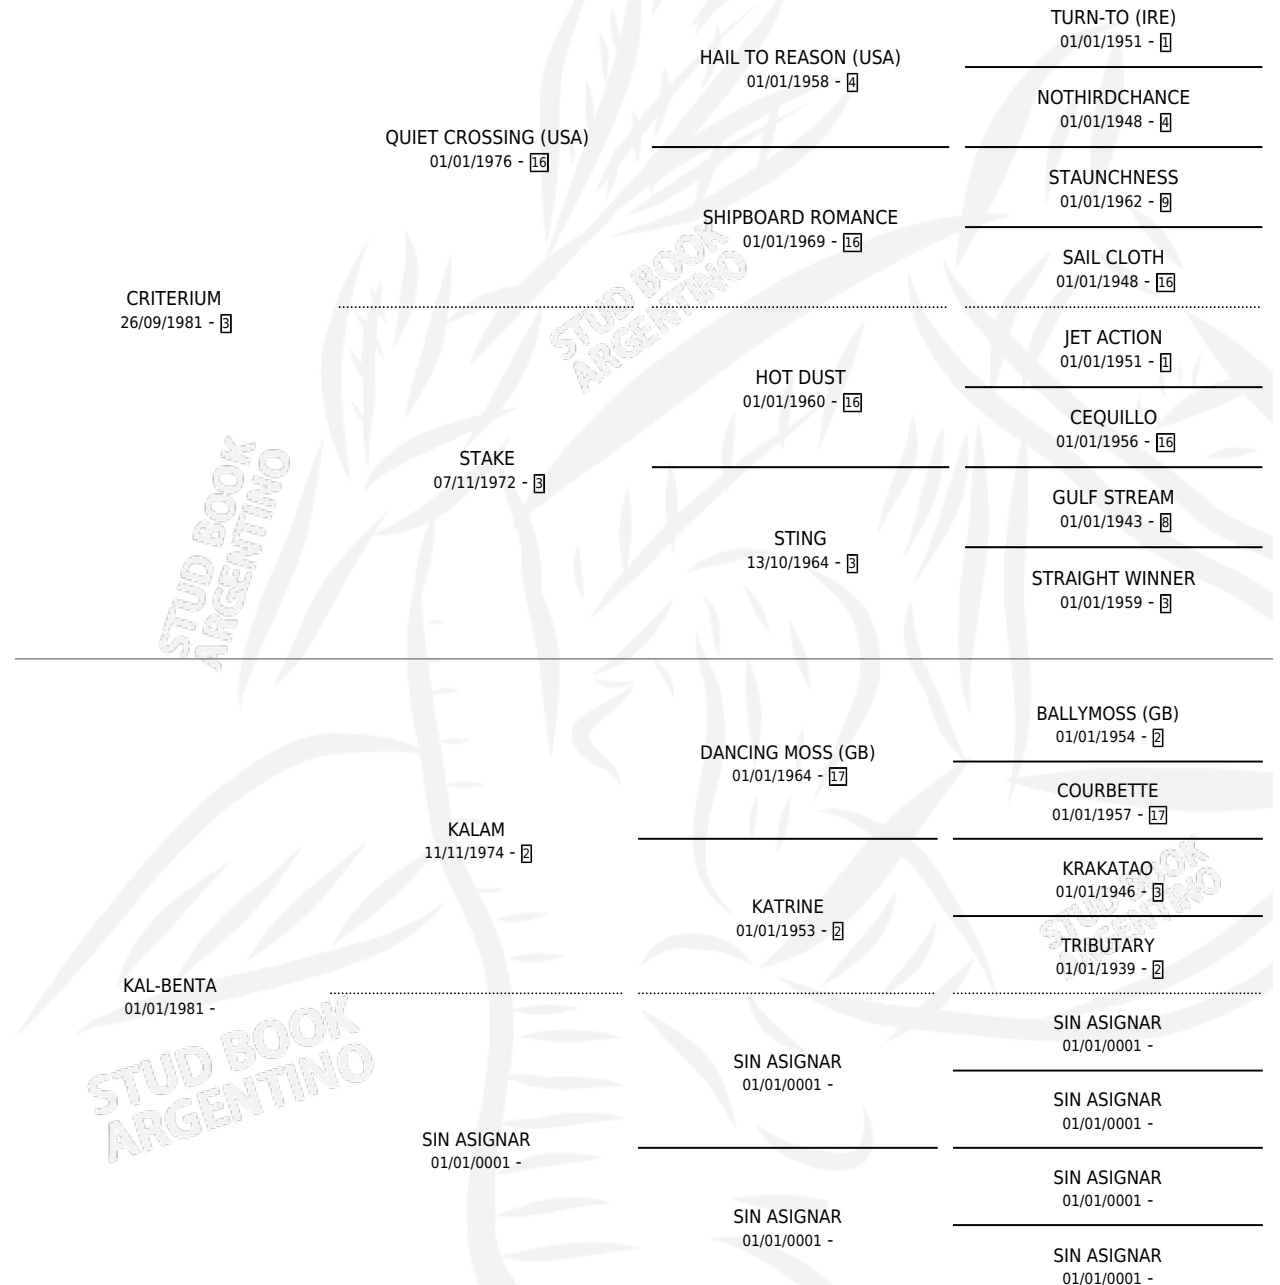 TURN-TO (IRE)
01/01/1951 - 1
HAIL TO REASON (USA)
01/01/1958 - 4
NOTHIRDCHANCE
01/01/1948 - 4
QUIET CROSSING (USA)
01/01/1976 - 16
STAUNCHNESS
01/01/1962 - 9
SHIPBOARD ROMANCE
01/01/1969 - 16
SAIL CLOTH
01/01/1948 - 16
CRITERIUM
26/09/1981 - 3
JET ACTION
01/01/1951 - 1
HOT DUST
01/01/1960 - 16
CEQUILLO
01/01/1956 - 16
STAKE
07/11/1972 - 3
GULF STREAM
01/01/1943 - 8
STING
13/10/1964 - 3
STRAIGHT WINNER
01/01/1959 - 3
BALLYMOSS (GB)
01/01/1954 - 2
DANCING MOSS (GB)
01/01/1964 - 17
COURBETTE
01/01/1957 - 17
KALAM
11/11/1974 - 2
KRAKATAO
01/01/1946 - 3
KATRINE
01/01/1953 - 2
TRIBUTARY
01/01/1939 - 2
KAL-BENTA
01/01/1981 -
SIN ASIGNAR
01/01/0001 -
SIN ASIGNAR
01/01/0001 -
SIN ASIGNAR
01/01/0001 -
SIN ASIGNAR
01/01/0001 -
SIN ASIGNAR
01/01/0001 -
SIN ASIGNAR
01/01/0001 -
SIN ASIGNAR
01/01/0001 -
STUD BOOK
ARGENTINO
STUD BOOK
ARGENTINO
STUD BOOK
ARGENTINO
STUD BOOK
ARGENTINO